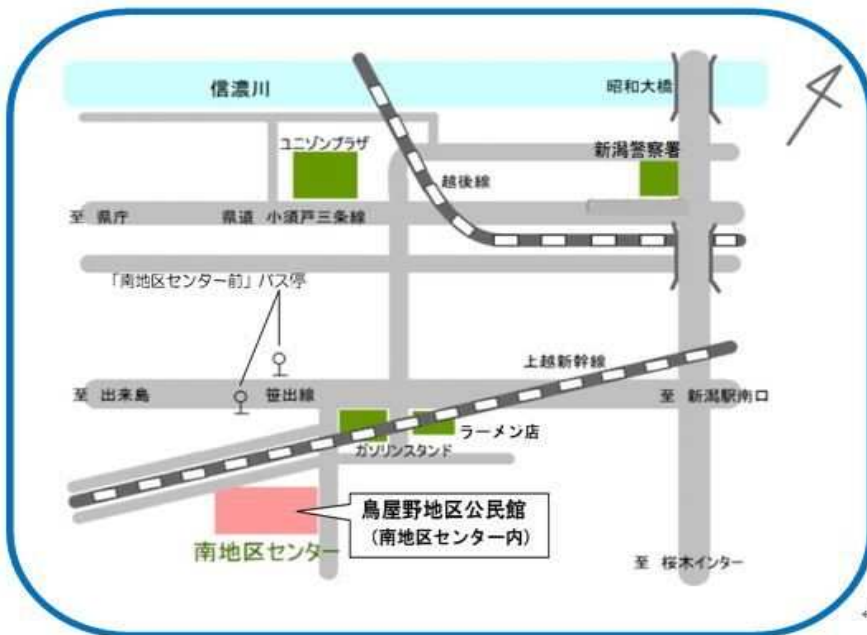 信濃川
昭和大橋
ユニゾンプラザ
新潟警察署
越後線
至 県庁
県道 小須戸三条線
「南地区センター前」バス停
上越新幹線
至 出来島
笹出線
至 新潟駅南口
ラーメン店
ガソリンスタンド
鳥屋野地区公民館
（南地区センター内）
南地区センター
至 桜木インター